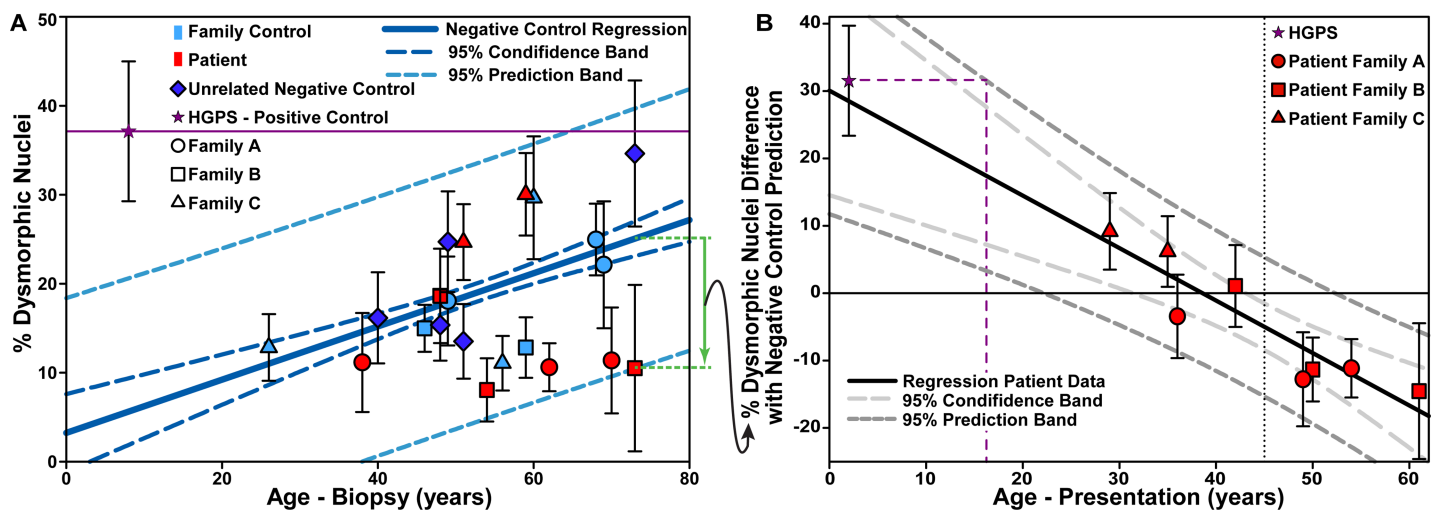 A
% Dysmorphic Nuclei
50
40
30
20
10
0
0
20
40
60
80
Age - Biopsy (years)
Family Control
Patient
Unrelated Negative Control
HGPS - Positive Control
Family A
Family B
Family C
Negative Control Regression
95% Condifidence Band
95% Prediction Band
B
% Dysmorphic Nuclei Difference
with Negative Control Prediction
40
30
20
10
0
-10
-20
0
10
20
30
40
50
60
Age - Presentation (years)
HGPS
Patient Family A
Patient Family B
Patient Family C
Regression Patient Data
95% Condifidence Band
95% Prediction Band